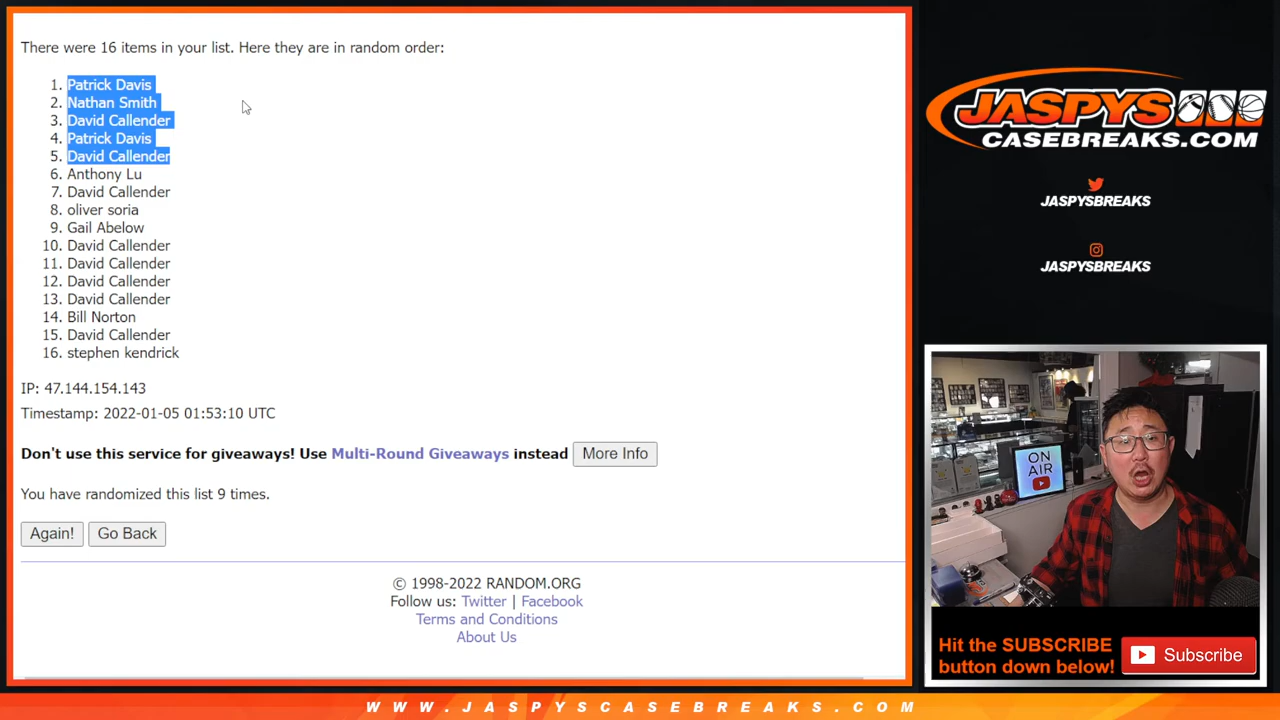 There were 16 items in your list. Here they are in random order:
1. Patrick Davis
2. Nathan Smith
3. David Callender
4. Patrick Davis
5. David Callender
6. Anthony Lu
7. David Callender
8. oliver soria
9. Gail Abelow
10. David Callender
11. David Callender
12. David Callender
13. David Callender
14. Bill Norton
15. David Callender
16. stephen kendrick
IP: 47.144.154.143
Timestamp: 2022-01-05 01:53:10 UTC
Don't use this service for giveaways! Use Multi-Round Giveaways instead More Info
You have randomized this list 9 times.
Again! Go Back
© 1998-2022 RANDOM.ORG
Follow us: Twitter | Facebook
Terms and Conditions
About Us
JASPYS
CASEBREAKS.COM
JASPYSBREAKS
JASPYSBREAKS
ON
AIR
Hit the SUBSCRIBE
button down below!
Subscribe
WWW.JASPYSCASEBREAKS.COM